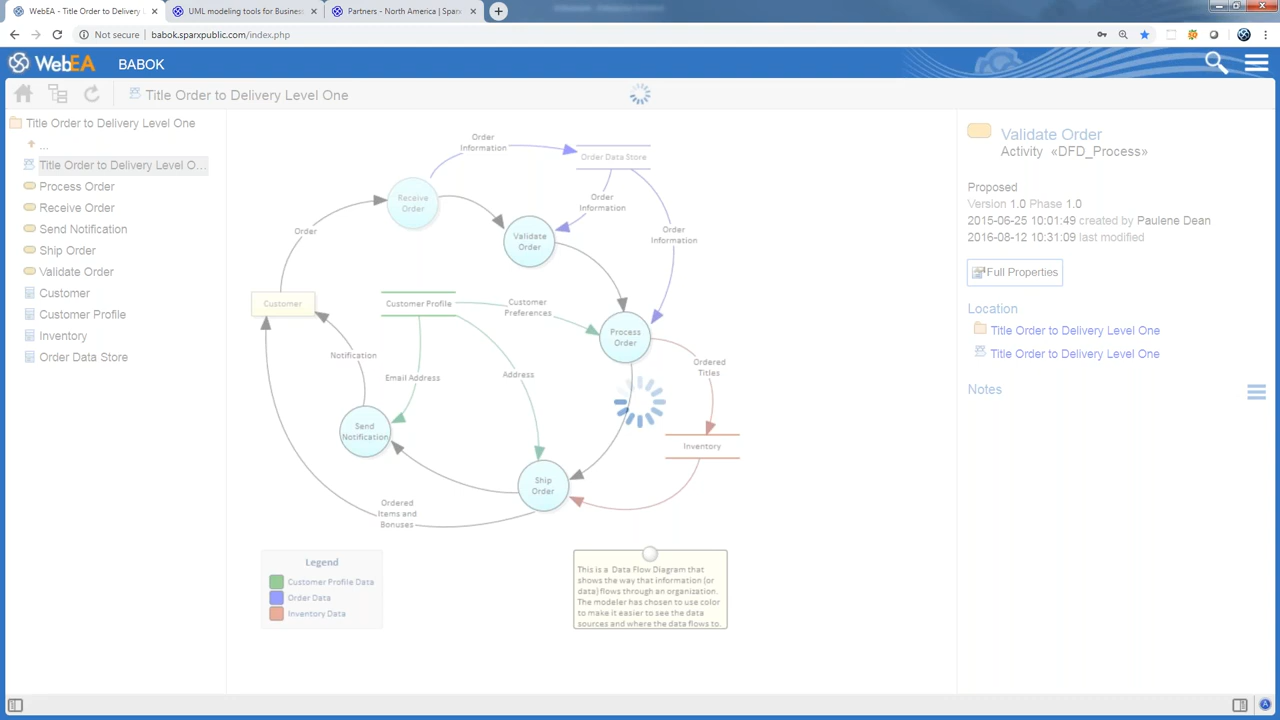 WebEA - Title Order to Delivery Level
UML modeling tools for Busines
Partners - North America | Sparx
Not secure | babok.sparxpublic.com/index.php
WebEA BABOK
Title Order to Delivery Level One
Title Order to Delivery Level One
...
Title Order to Delivery Level O...
Process Order
Receive Order
Send Notification
Ship Order
Validate Order
Customer
Customer Profile
Inventory
Order Data Store
Order
Information
Order Data Store
Receive
Order
Order
Information
Order
Validate
Order
Order
Information
Customer
Customer Profile
Customer
Preferences
Process
Order
Notification
Ordered
Titles
Email Address
Address
Send
Notification
Inventory
Ship
Order
Ordered
Items and
Bonuses
Legend
Customer Profile Data
Order Data
Inventory Data
This is a Data Flow Diagram that
shows the way that information (or
data) flows through an organization.
The modeler has chosen to use color
to make it easier to see the data
sources and where the data flows to.
Validate Order
Activity «DFD_Process»
Proposed
Version 1.0 Phase 1.0
2015-06-25 10:01:49 created by Paulene Dean
2016-08-12 10:31:09 last modified
Full Properties
Location
Title Order to Delivery Level One
Title Order to Delivery Level One
Notes